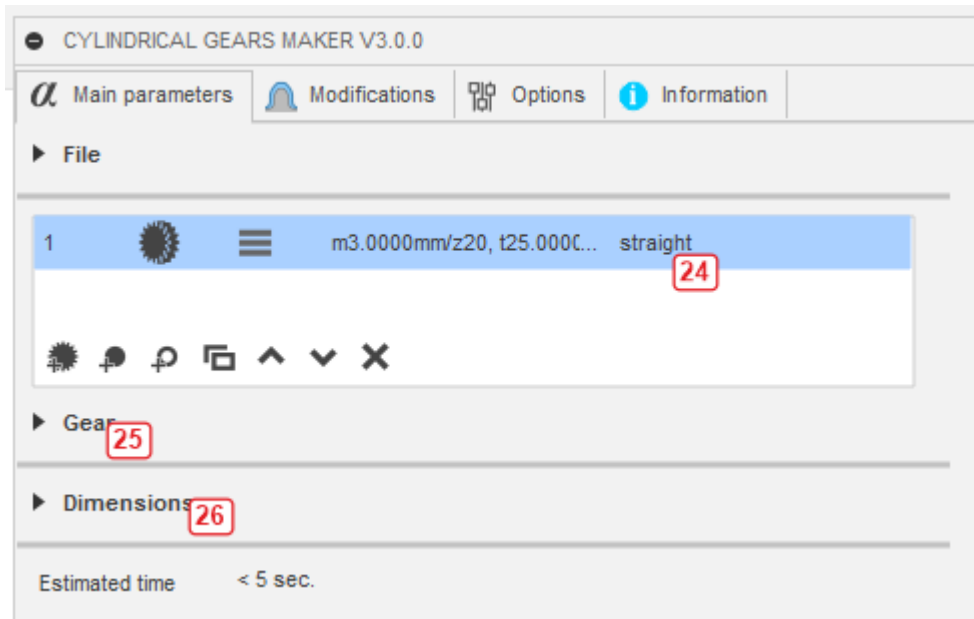 CYLINDRICAL GEARS MAKER V3.0.0
α Main parameters Modifications Options i Information
File
1 m3.0000mm/z20, t25.0000... straight
24
Gear
25
Dimensions
26
Estimated time < 5 sec.